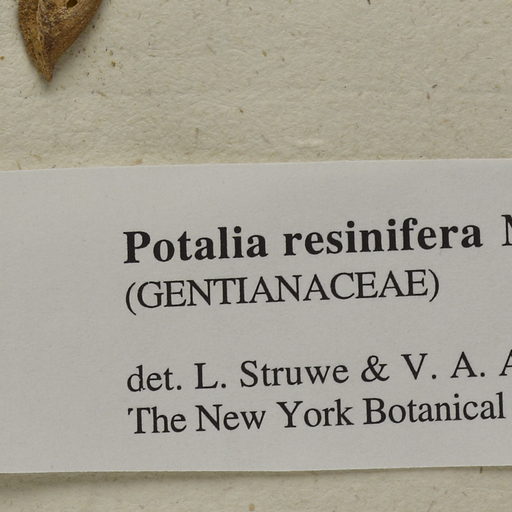 Potalia resinifera
(GENTIANACEAE)
det. L. Struwe & V. A.
The New York Botanical